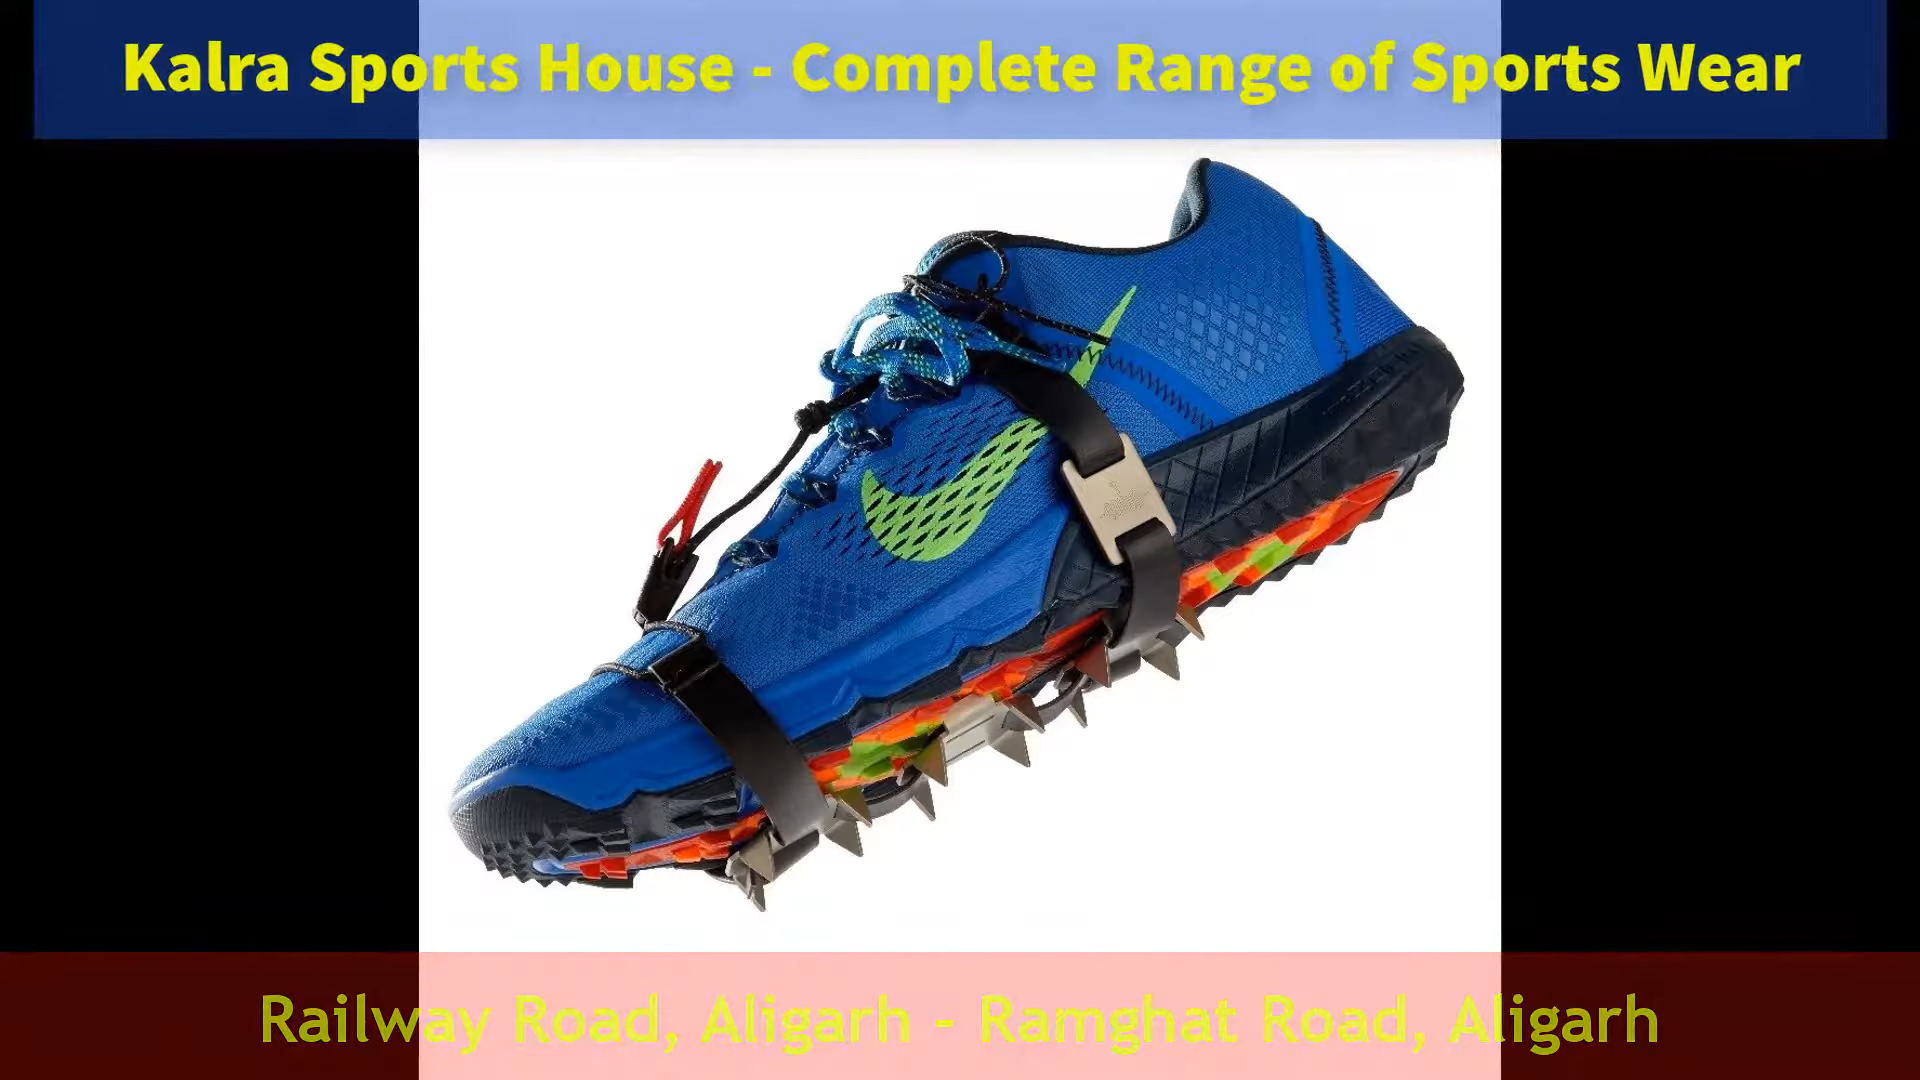 Kalra Sports House - Complete Range of Sports Wear
Railway Road, Aligarh - Ramghat Road, Aligarh